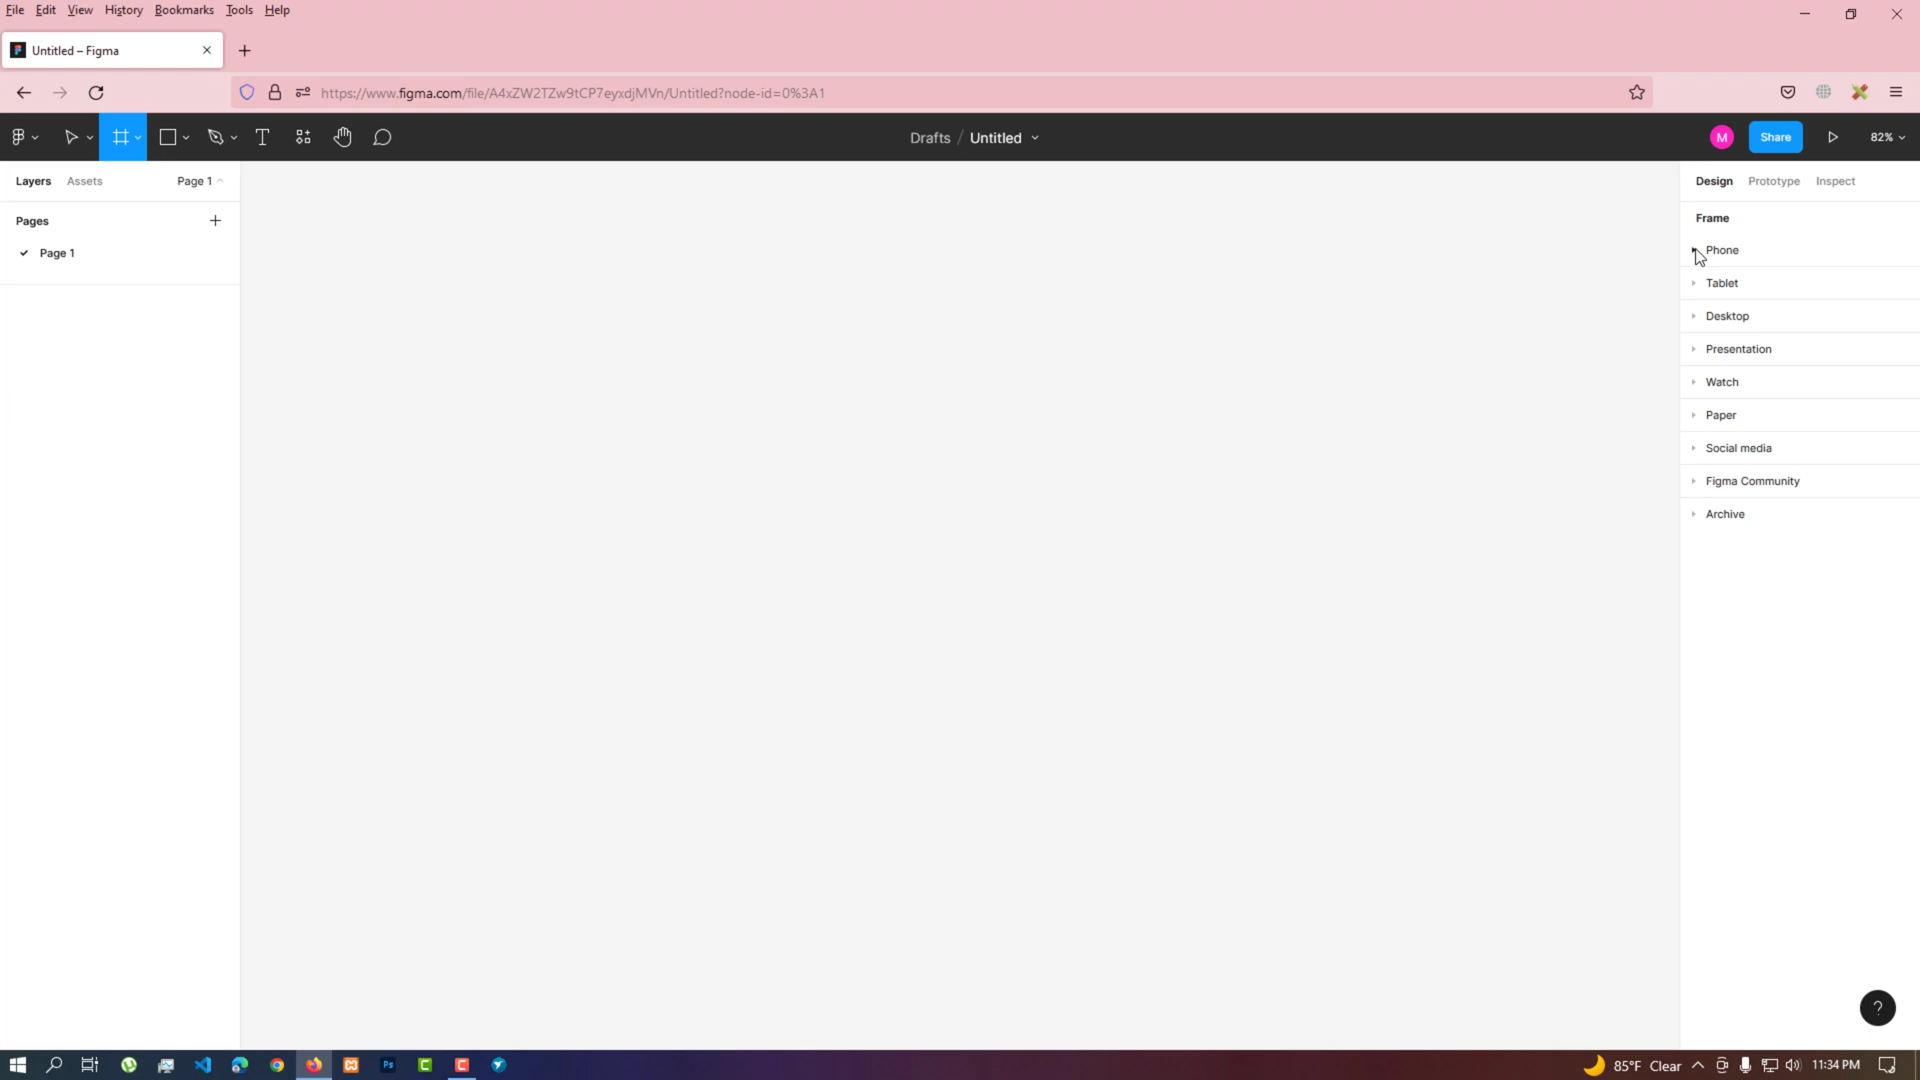 File Edit View History Bookmarks Tools Help
Untitled – Figma
https://www.figma.com/file/A4xZW2TZw9tCP7eyxdjMVn/Untitled?node-id=0%3A1
Drafts / Untitled
M
Share
82%
Layers Assets Page 1
Pages
Page 1
Design Prototype Inspect
Frame
Phone
Tablet
Desktop
Presentation
Watch
Paper
Social media
Figma Community
Archive
?
Ps
C
C
85°F Clear
11:34 PM